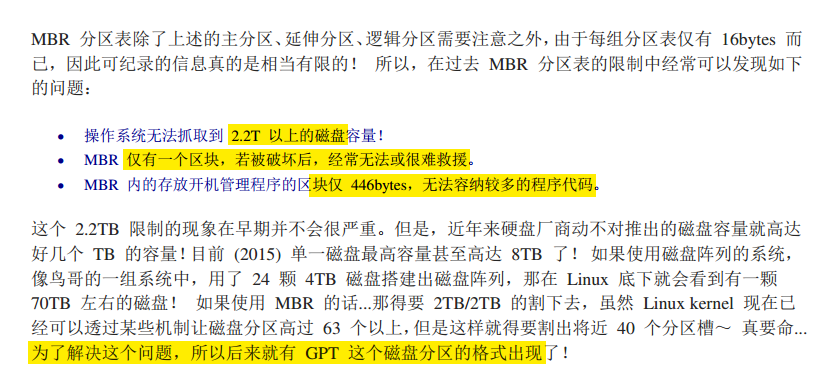 MBR 分区表除了上述的主分区、延伸分区、逻辑分区需要注意之外,由于每组分区表仅有 16bytes 而
已,因此可纪录的信息真的是相当有限的! 所以,在过去 MBR 分区表的限制中经常可以发现如下
的问题:
• 操作系统无法抓取到 2.2T 以上的磁盘容量!
• MBR 仅有一个区块,若被破坏后,经常无法或很难救援。
• MBR 内的存放开机管理程序的区块仅 446bytes,无法容纳较多的程序代码。
这个 2.2TB 限制的现象在早期并不会很严重。但是,近年来硬盘厂商动不对推出的磁盘容量就高达
好几个 TB 的容量!目前 (2015) 单一磁盘最高容量甚至高达 8TB 了! 如果使用磁盘阵列的系统,
像鸟哥的一组系统中,用了 24 颗 4TB 磁盘搭建出磁盘阵列,那在 Linux 底下就会看到有一颗
70TB 左右的磁盘! 如果使用 MBR 的话...那得要 2TB/2TB 的割下去,虽然 Linux kernel 现在已
经可以透过某些机制让磁盘分区高过 63 个以上,但是这样就得要割出将近 40 个分区槽～ 真要命...
为了解决这个问题,所以后来就有 GPT 这个磁盘分区的格式出现了!